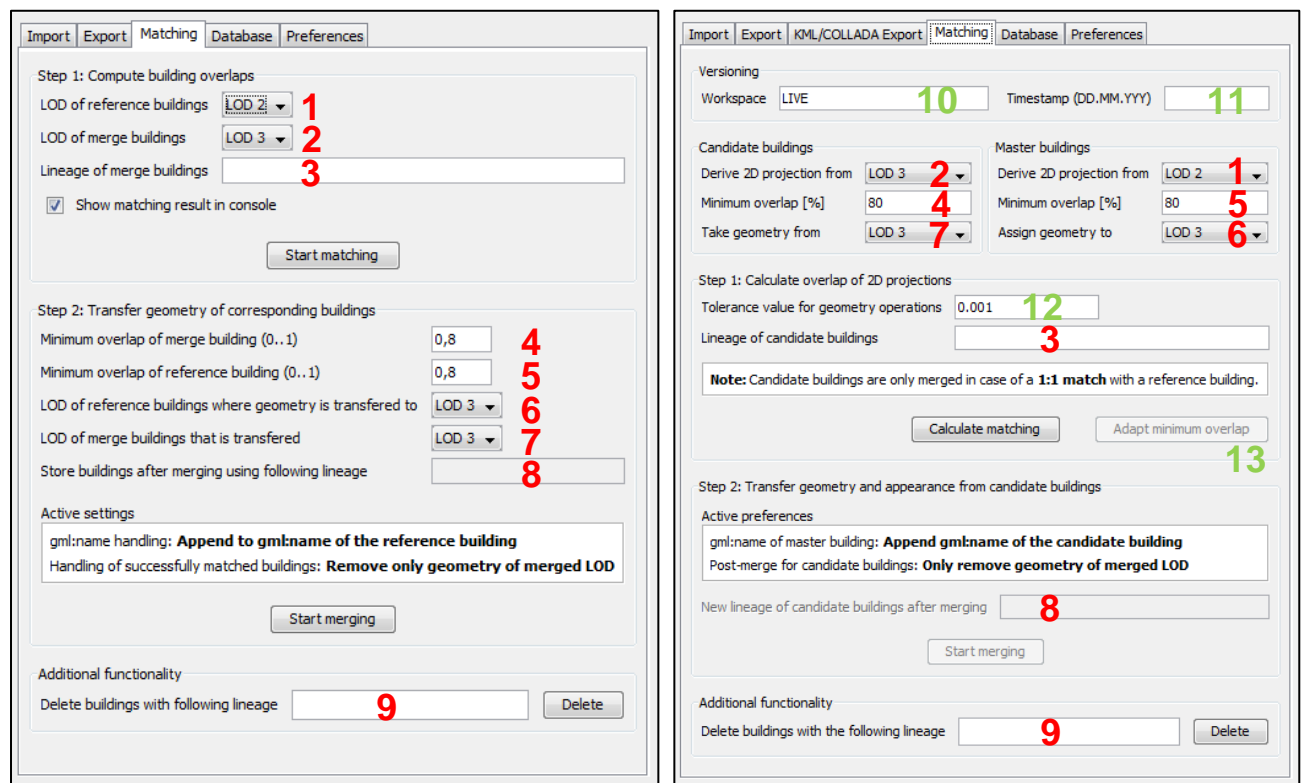 Import Export Matching Database Preferences
Step 1: Compute building overlaps
LOD of reference buildings LOD 2 1
LOD of merge buildings LOD 3 2
Lineage of merge buildings 3
Show matching result in console
Start matching
Step 2: Transfer geometry of corresponding buildings
Minimum overlap of merge building (0..1) 0,8 4
Minimum overlap of reference building (0..1) 0,8 5
LOD of reference buildings where geometry is transfered to LOD 3 6
LOD of merge buildings that is transfered LOD 3 7
Store buildings after merging using following lineage 8
Active settings
gml:name handling: Append to gml:name of the reference building
Handling of successfully matched buildings: Remove only geometry of merged LOD
Start merging
Additional functionality
Delete buildings with following lineage 9 Delete
Import Export KML/COLLADA Export Matching Database Preferences
Versioning
Workspace LIVE 10 Timestamp (DD.MM.YYY) 11
Candidate buildings Master buildings
Derive 2D projection from LOD 3 2 Derive 2D projection from LOD 2 1
Minimum overlap [%] 80 4 Minimum overlap [%] 80 5
Take geometry from LOD 3 7 Assign geometry to LOD 3 6
Step 1: Calculate overlap of 2D projections
Tolerance value for geometry operations 0.001 12
Lineage of candidate buildings 3
Note: Candidate buildings are only merged in case of a 1:1 match with a reference building.
Calculate matching Adapt minimum overlap
13
Step 2: Transfer geometry and appearance from candidate buildings
Active preferences
gml:name of master building: Append gml:name of the candidate building
Post-merge for candidate buildings: Only remove geometry of merged LOD
New lineage of candidate buildings after merging 8
Start merging
Additional functionality
Delete buildings with the following lineage 9 Delete